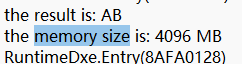 the result is: AB
the memory size is: 4096 MB
RuntimeDxe.Entry(8AFA0128)